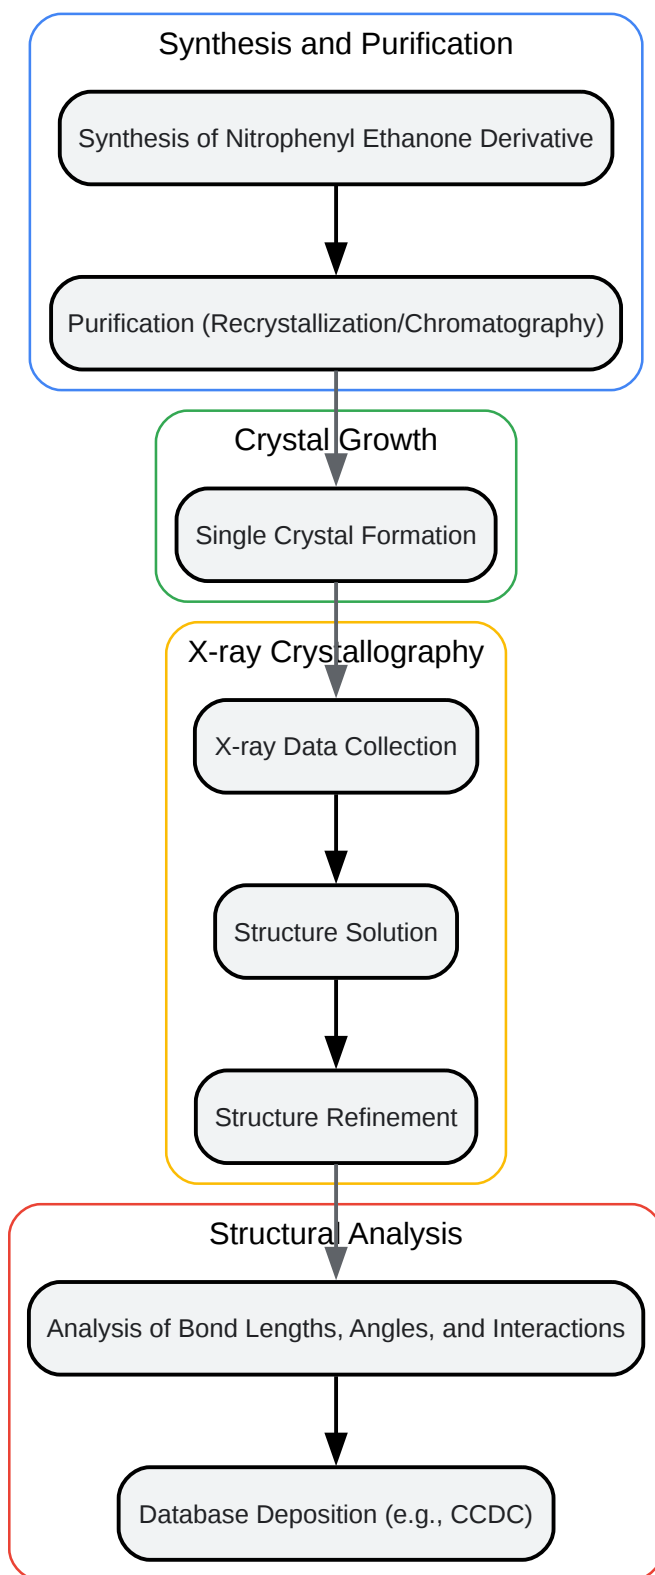 Synthesis and Purification
Synthesis of Nitrophenyl Ethanone Derivative
Purification (Recrystallization/Chromatography)
Crystal Growth
Single Crystal Formation
X-ray Crystallography
X-ray Data Collection
Structure Solution
Structure Refinement
Structural Analysis
Analysis of Bond Lengths, Angles, and Interactions
Database Deposition (e.g., CCDC)